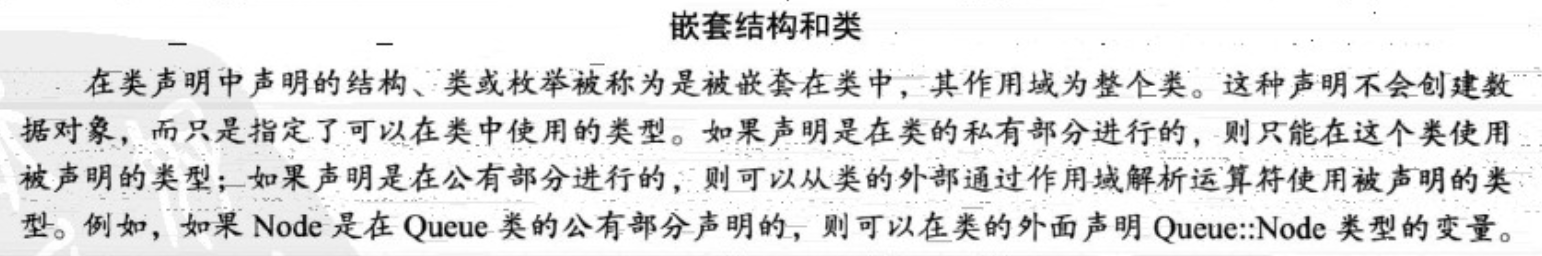 嵌套结构和类
在类声明中声明的结构、类或枚举被称为是被嵌套在类中，其作用域为整个类。这种声明不会创建数
据对象，而只是指定了可以在类中使用的类型。如果声明是在类的私有部分进行的，则只能在这个类使用
被声明的类型；如果声明是在公有部分进行的，则可以从类的外部通过作用域解析运算符使用被声明的类
型。例如，如果 Node 是在 Queue 类的公有部分声明的，则可以在类的外面声明 Queue::Node 类型的变量。